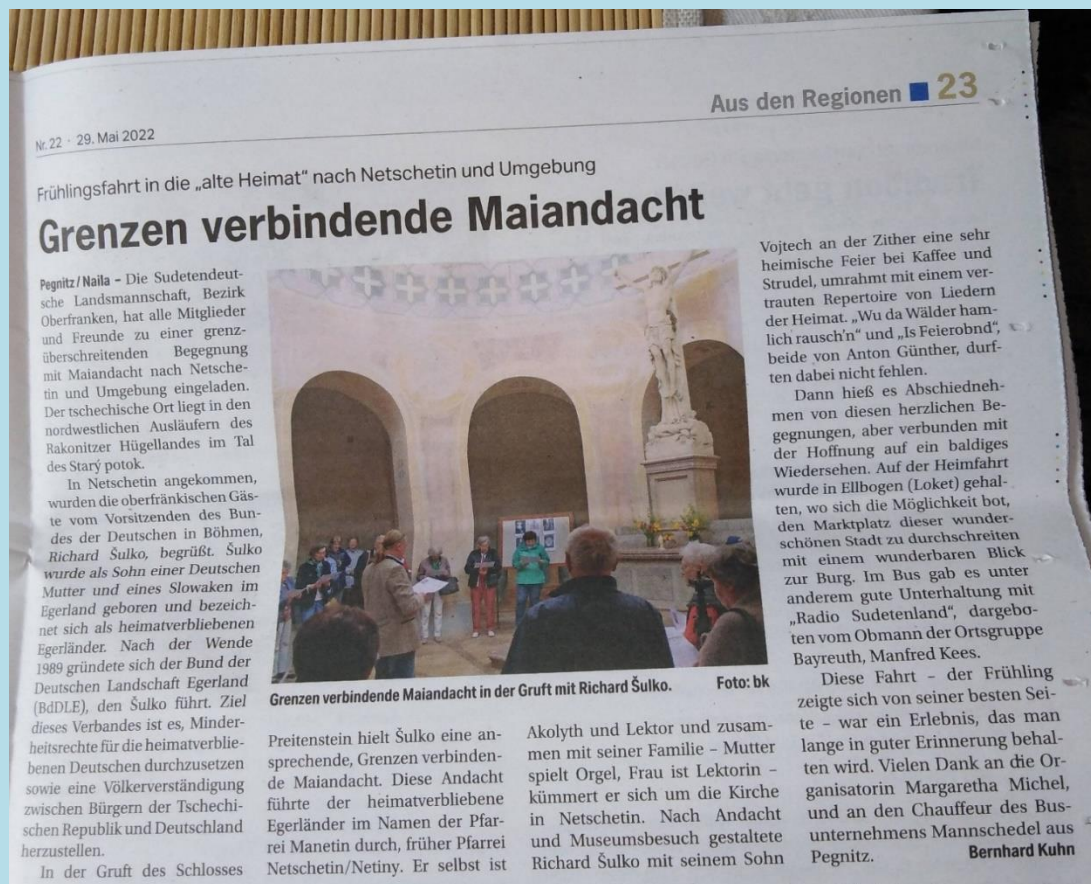 Nr. 22 · 29. Mai 2022
Aus den Regionen ■ 23
Frühlingsfahrt in die „alte Heimat" nach Netschetin und Umgebung
Grenzen verbindende Maiandacht
Pegnitz / Naila – Die Sudetendeut-
sche Landsmannschaft, Bezirk
Oberfranken, hat alle Mitglieder
und Freunde zu einer grenz-
überschreitenden Begegnung
mit Maiandacht nach Netsche-
tin und Umgebung eingeladen.
Der tschechische Ort liegt in den
nordwestlichen Ausläufern des
Rakonitzer Hügellandes im Tal
des Starý potok.
In Netschetin angekommen,
wurden die oberfränkischen Gäs-
te vom Vorsitzenden des Bun-
des der Deutschen in Böhmen,
Richard Šulko, begrüßt. Šulko
wurde als Sohn einer Deutschen
Mutter und eines Slowaken im
Egerland geboren und bezeich-
net sich als heimatverbliebenen
Egerländer. Nach der Wende
1989 gründete sich der Bund der
Deutschen Landschaft Egerland
(BdDLE), den Šulko führt. Ziel
dieses Verbandes ist es, Minder-
heitsrechte für die heimatverblie-
benen Deutschen durchzusetzen
sowie eine Völkerverständigung
zwischen Bürgern der Tschechi-
schen Republik und Deutschland
herzustellen.
In der Gruft des Schlosses
Grenzen verbindende Maiandacht in der Gruft mit Richard Šulko. Foto: bk
Preitenstein hielt Šulko eine an-
sprechende, Grenzen verbinden-
de Maiandacht. Diese Andacht
führte der heimatverbliebene
Egerländer im Namen der Pfar-
rei Manetin durch, früher Pfarrei
Netschetin/Netiny. Er selbst ist
Akolyth und Lektor und zusam-
men mit seiner Familie – Mutter
spielt Orgel, Frau ist Lektorin –
kümmert er sich um die Kirche
in Netschetin. Nach Andacht
und Museumsbesuch gestaltete
Richard Šulko mit seinem Sohn
Vojtech an der Zither eine sehr
heimische Feier bei Kaffee und
Strudel, umrahmt mit einem ver-
trauten Repertoire von Liedern
der Heimat. „Wu da Wälder ham-
lich rausch'n" und „Is Feierobnd",
beide von Anton Günther, durf-
ten dabei nicht fehlen.
Dann hieß es Abschiedneh-
men von diesen herzlichen Be-
gegnungen, aber verbunden mit
der Hoffnung auf ein baldiges
Wiedersehen. Auf der Heimfahrt
wurde in Ellbogen (Loket) gehal-
ten, wo sich die Möglichkeit bot,
den Marktplatz dieser wunder-
schönen Stadt zu durchschreiten
mit einem wunderbaren Blick
zur Burg. Im Bus gab es unter
anderem gute Unterhaltung mit
„Radio Sudetenland", dargebo-
ten vom Obmann der Ortsgruppe
Bayreuth, Manfred Kees.
Diese Fahrt – der Frühling
zeigte sich von seiner besten Sei-
te – war ein Erlebnis, das man
lange in guter Erinnerung behal-
ten wird. Vielen Dank an die Or-
ganisatorin Margaretha Michel,
und an den Chauffeur des Bus-
unternehmens Mannschedel aus
Pegnitz. Bernhard Kuhn